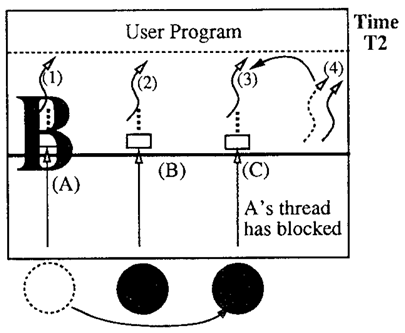 User Program
Time
T2
(1)
(2)
(3)
(4)
B
(A)
(B)
(C)
A's thread
has blocked